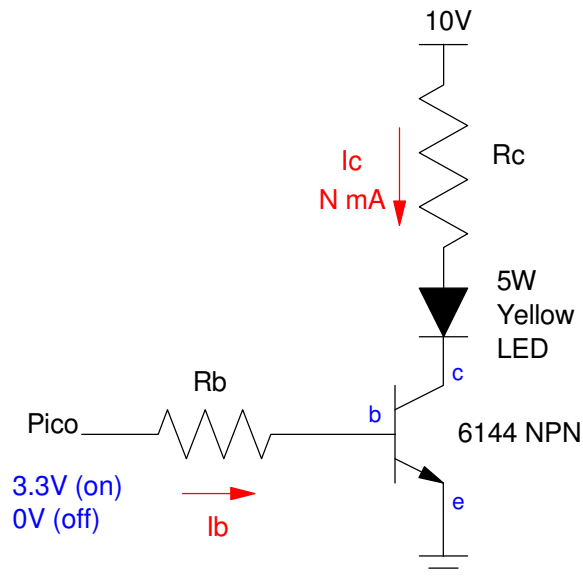 10V
Ic
N mA
Rc
5W
Yellow
LED
c
Rb
b
Pico
6144 NPN
3.3V (on)
0V (off)
Ib
e